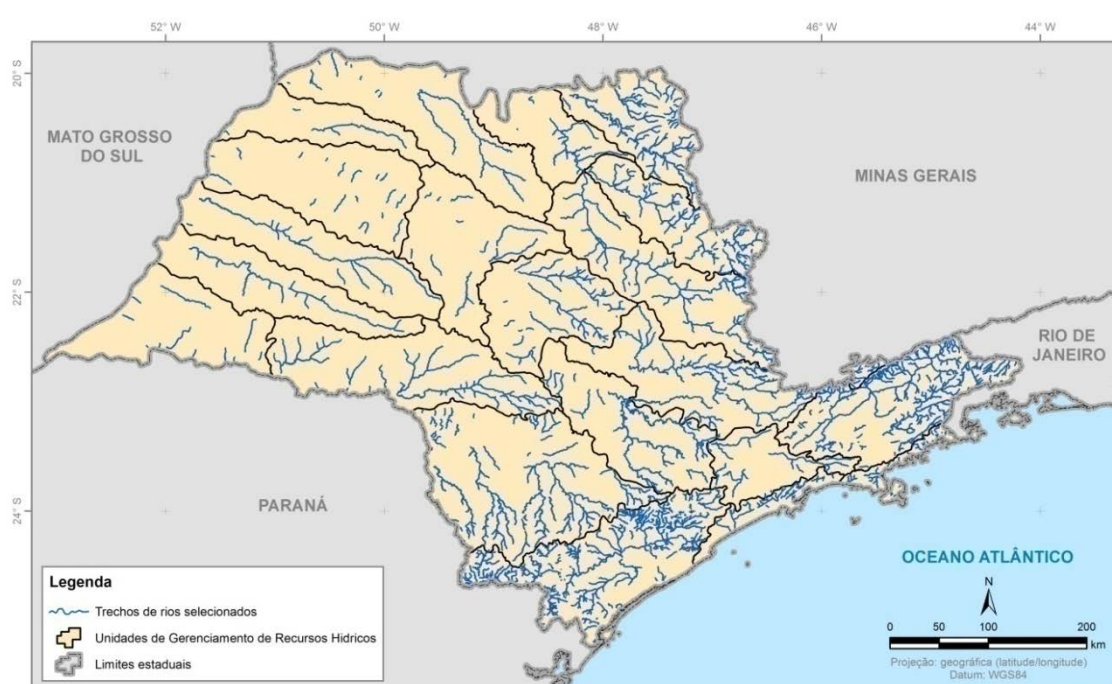 52° W
50° W
48° W
46° W
44° W
20° S
22° S
24° S
MATO GROSSO
DO SUL
MINAS GERAIS
RIO DE
JANEIRO
PARANÁ
OCEANO ATLÂNTICO
Legenda
Trechos de rios selecionados
Unidades de Gerenciamento de Recursos Hidricos
Limites estaduais
N
0 50 100 200
km
Projeção: geográfica (latitude/longitude)
Datum: WGS84